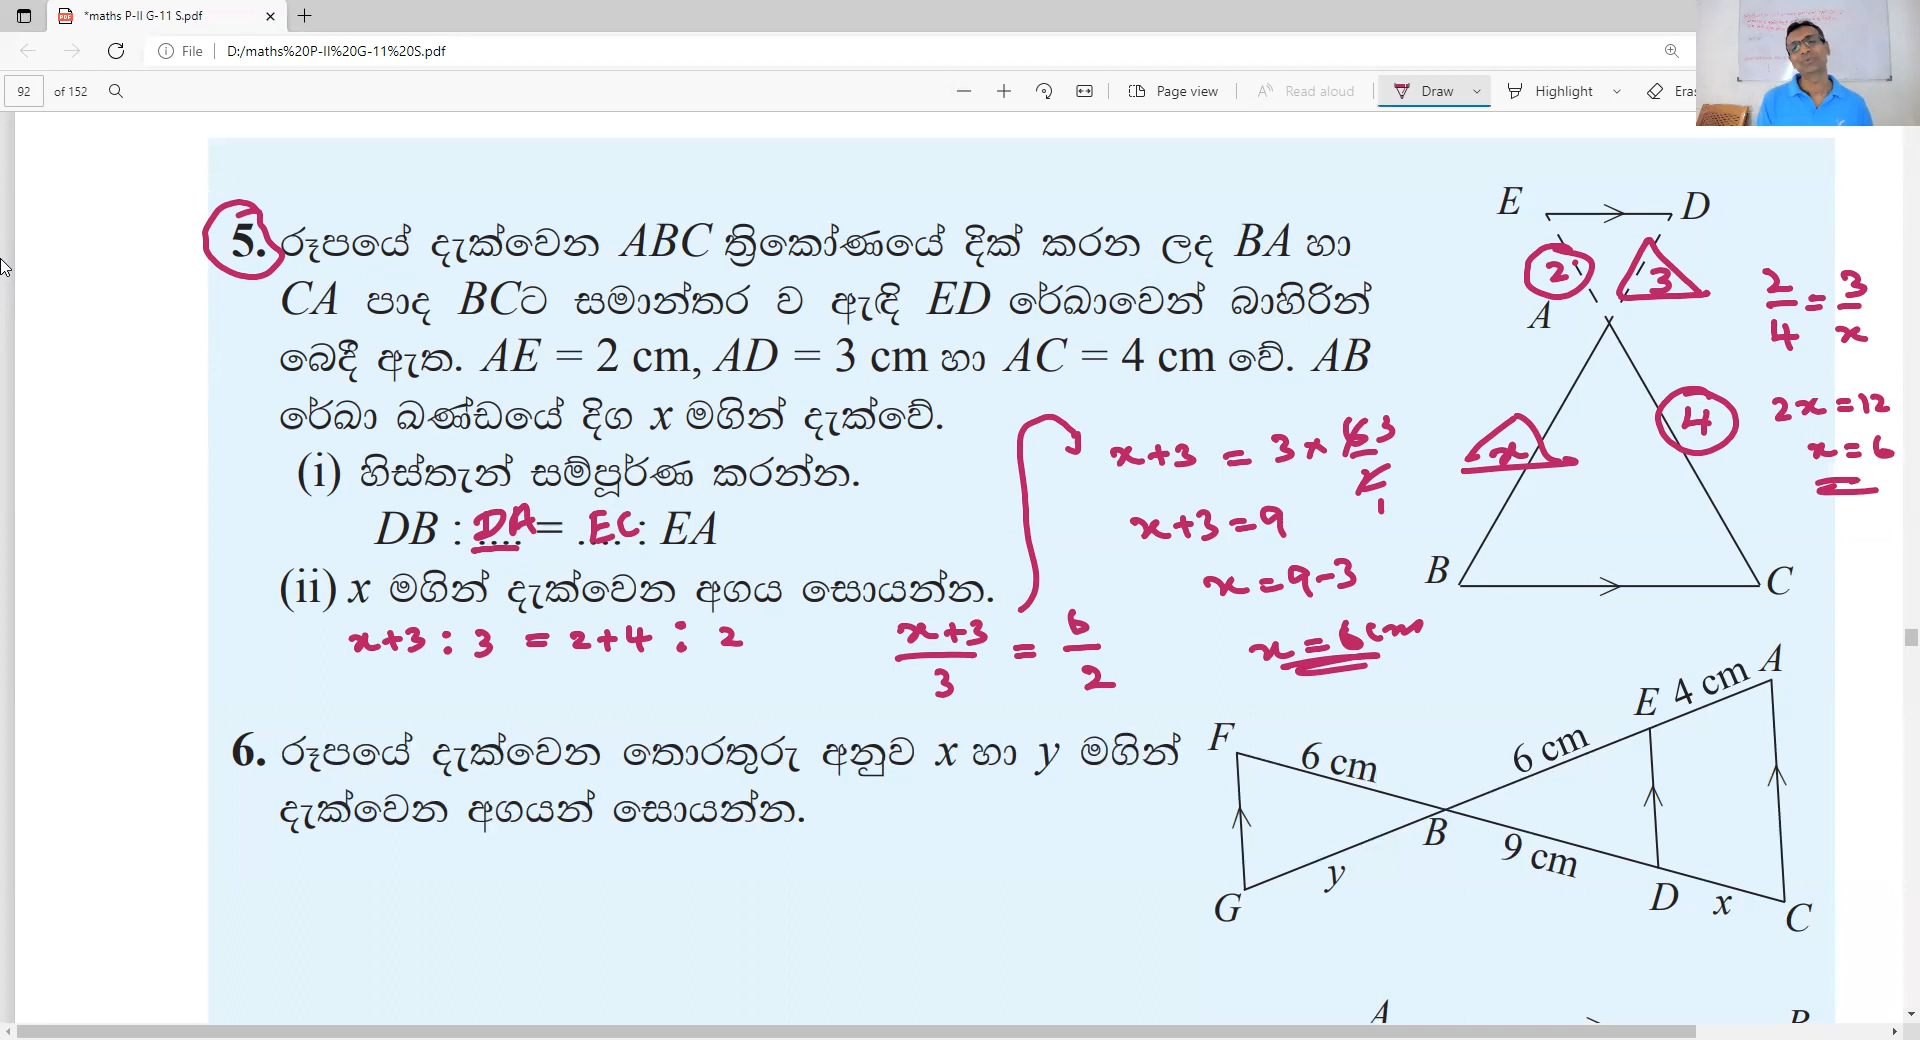 *maths P-II G-11 S.pdf
File
D:/maths%20P-II%20G-11%20S.pdf
92 of 152
Page view
Read aloud
Draw
Highlight
Eras
5. රූපයේ දැක්වෙන ABC ත්‍රිකෝණයේ දික් කරන ලද BA හා
CA පාද BCට සමාන්තර ව ඇඳි ED රේඛාවෙන් බාහිරින්
බෙදී ඇත. AE = 2 cm, AD = 3 cm හා AC = 4 cm වේ. AB
රේඛා ඛණ්ඩයේ දිග x මගින් දැක්වේ.
(i) හිස්තැන් සම්පූර්ණ කරන්න.
DB : DA = EC : EA
(ii) x මගින් දැක්වෙන අගය සොයන්න.
x+3 : 3 = 2+4 : 2
x+3/3 = 6/2
x+3 = 3 × 6 3/2 1
x+3 = 9
x = 9-3
x = 6cm
E D
2 3
A
x 4
B C
2/4 = 3/x
2x = 12
x = 6
6. රූපයේ දැක්වෙන තොරතුරු අනුව x හා y මගින්
දැක්වෙන අගයන් සොයන්න.
F 6 cm 6 cm E 4 cm A
B
G y 9 cm D x C
A